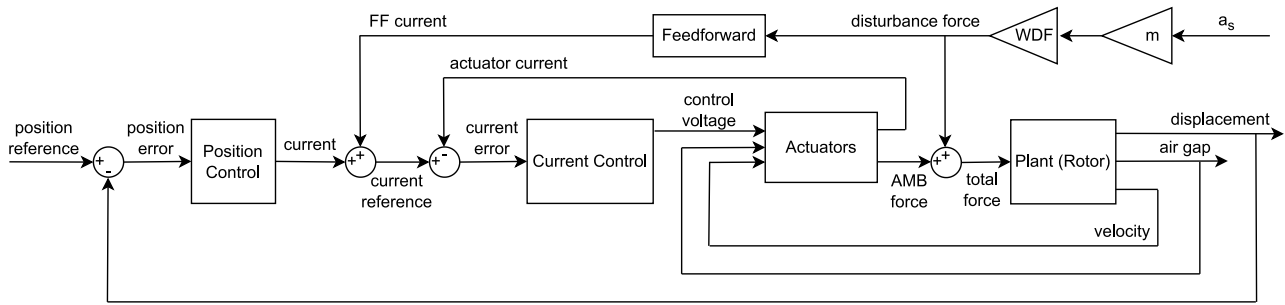 FF current
Feedforward
disturbance force
WDF
m
a_s
actuator current
position
reference
+
-
position
error
Position
Control
current
+
+
current
reference
+
-
current
error
Current Control
control
voltage
Actuators
AMB
force
+
+
total
force
Plant (Rotor)
displacement
air gap
velocity